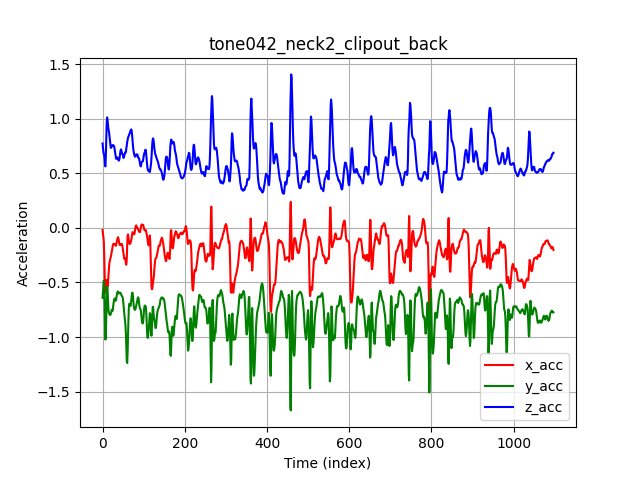 tone042_neck2_clipout_back
1.5
1.0
0.5
0.0
−0.5
−1.0
−1.5
Acceleration
0 200 400 600 800 1000
Time (index)
x_acc
y_acc
z_acc